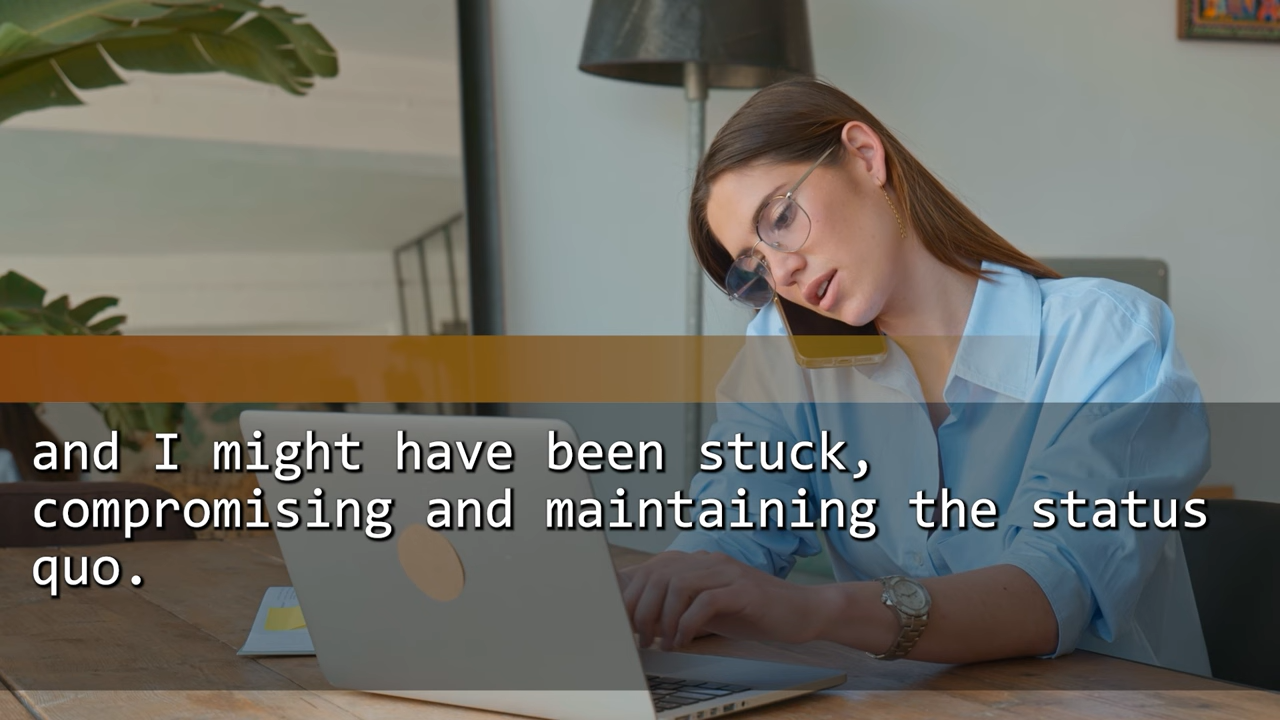 and I might have been stuck,
compromising and maintaining the status
quo.